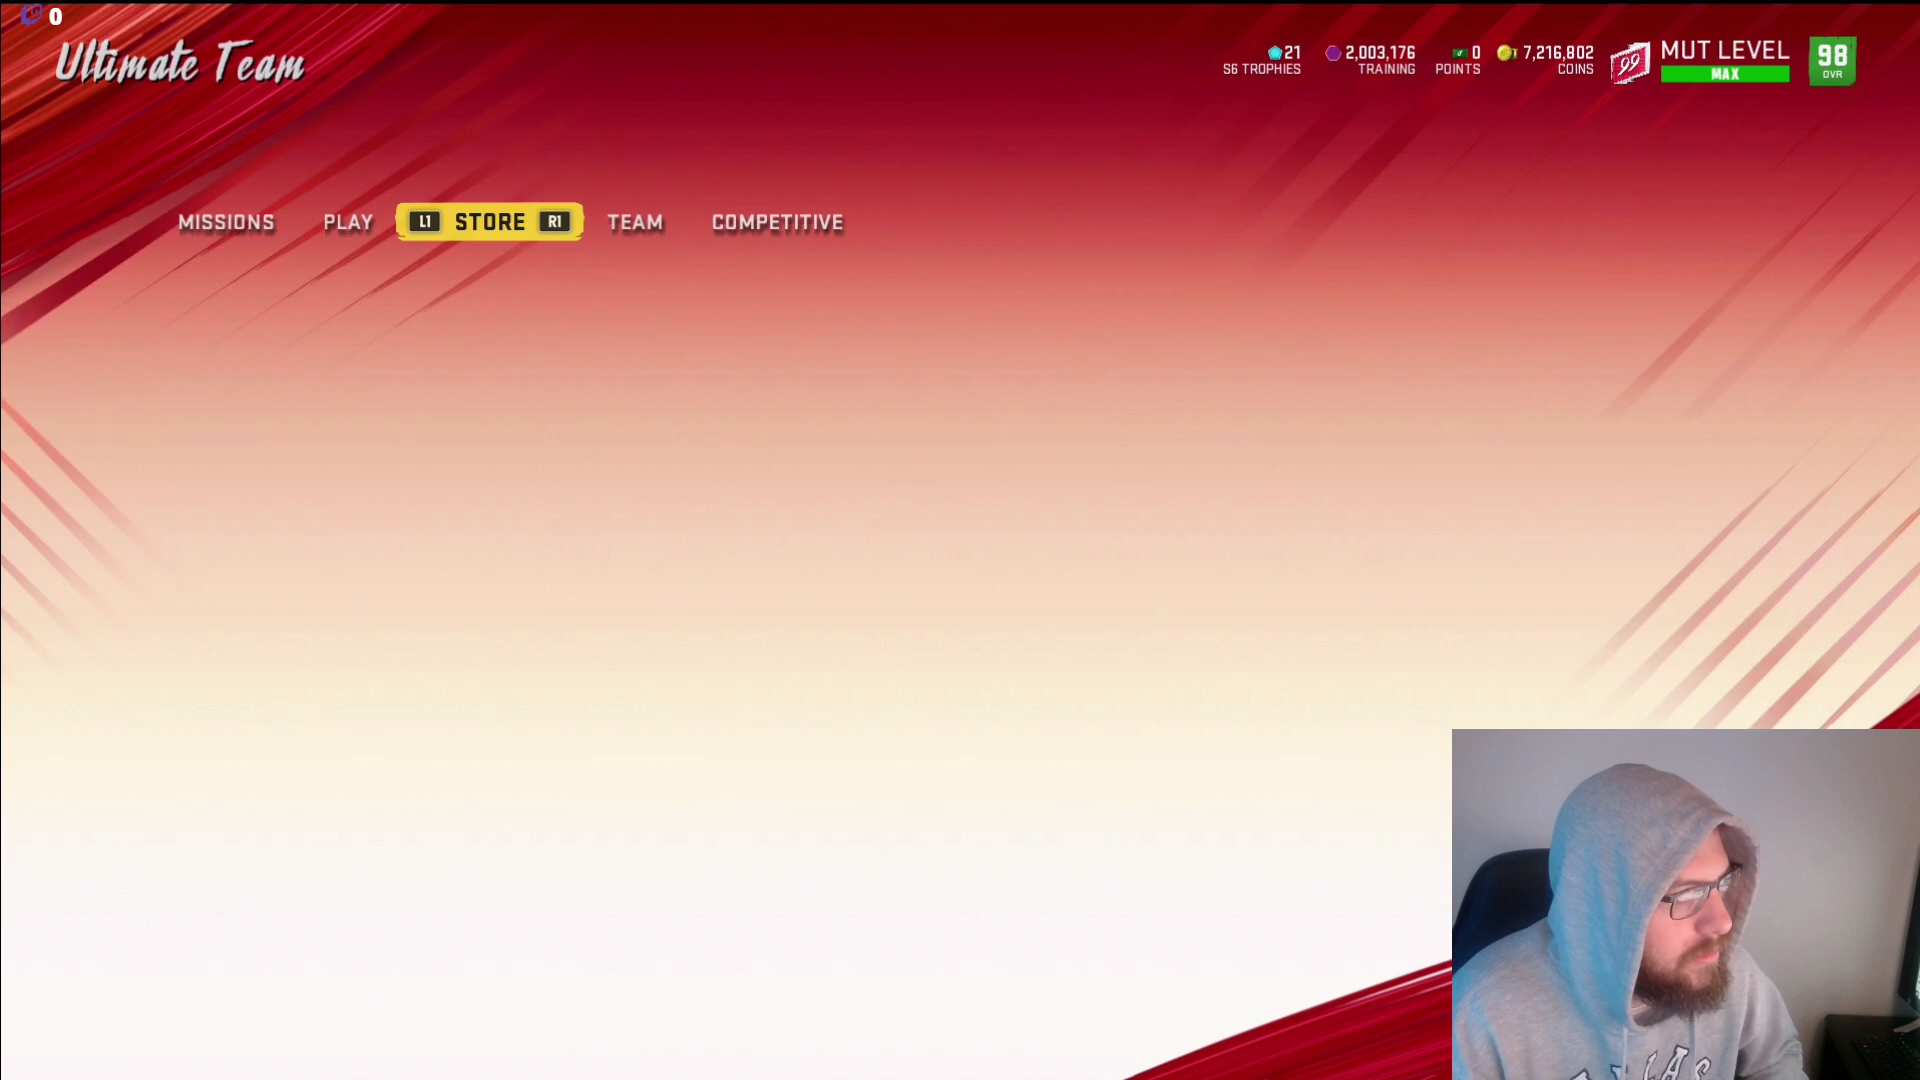 0
Ultimate Team
21
S6 TROPHIES
2,003,176
TRAINING
0
POINTS
7,216,802
COINS
99
MUT LEVEL
MAX
98
OVR
MISSIONS
PLAY
L1 STORE R1
TEAM
COMPETITIVE